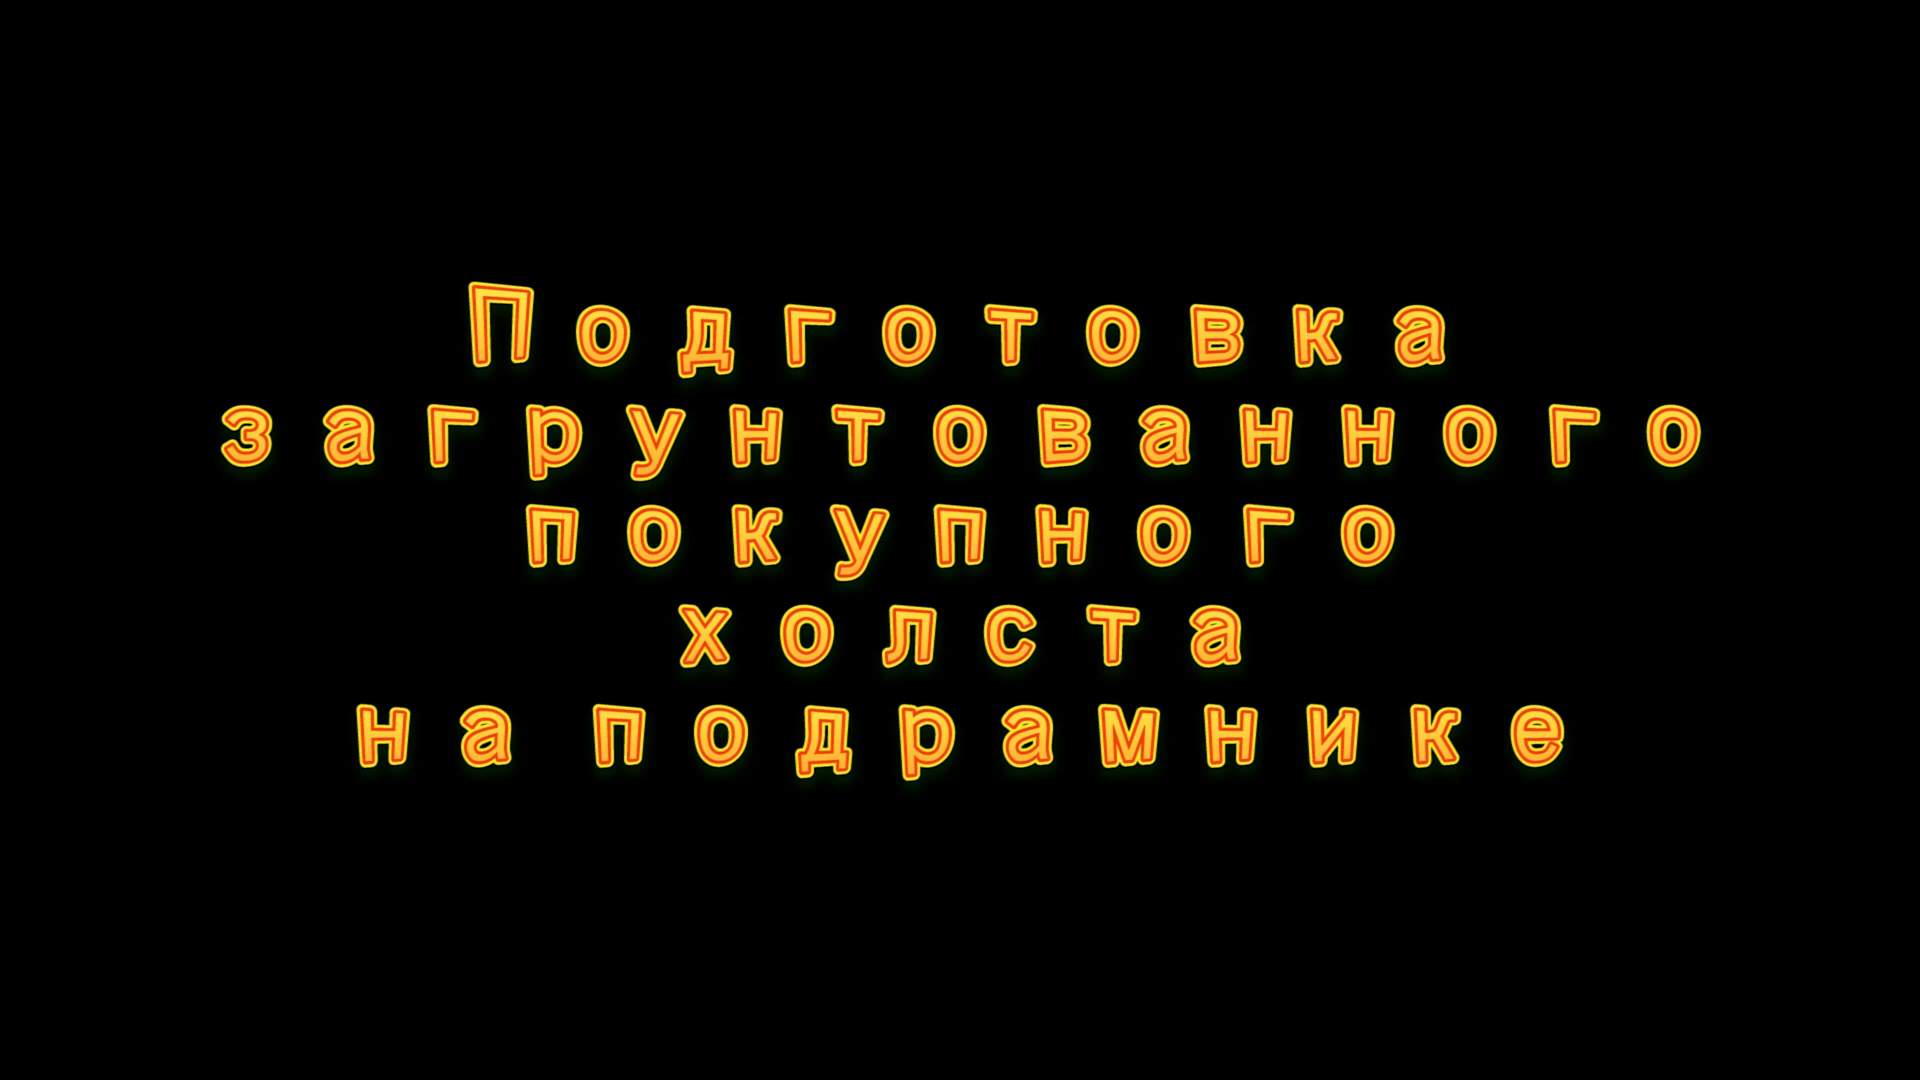 Подготовка
загрунтованного
покупного
холста
на подрамнике